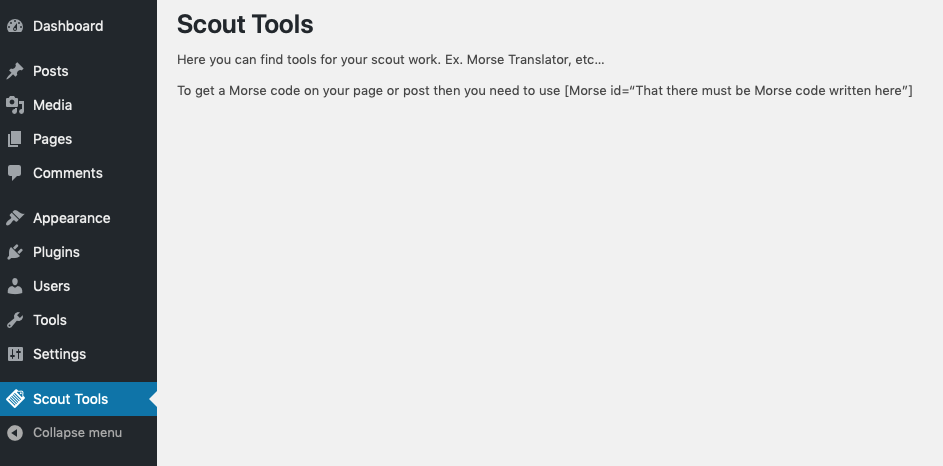 Dashboard
Posts
Media
Pages
Comments
Appearance
Plugins
Users
Tools
Settings
Scout Tools
Collapse menu
Scout Tools
Here you can find tools for your scout work. Ex. Morse Translator, etc...
To get a Morse code on your page or post then you need to use [Morse id=“That there must be Morse code written here”]